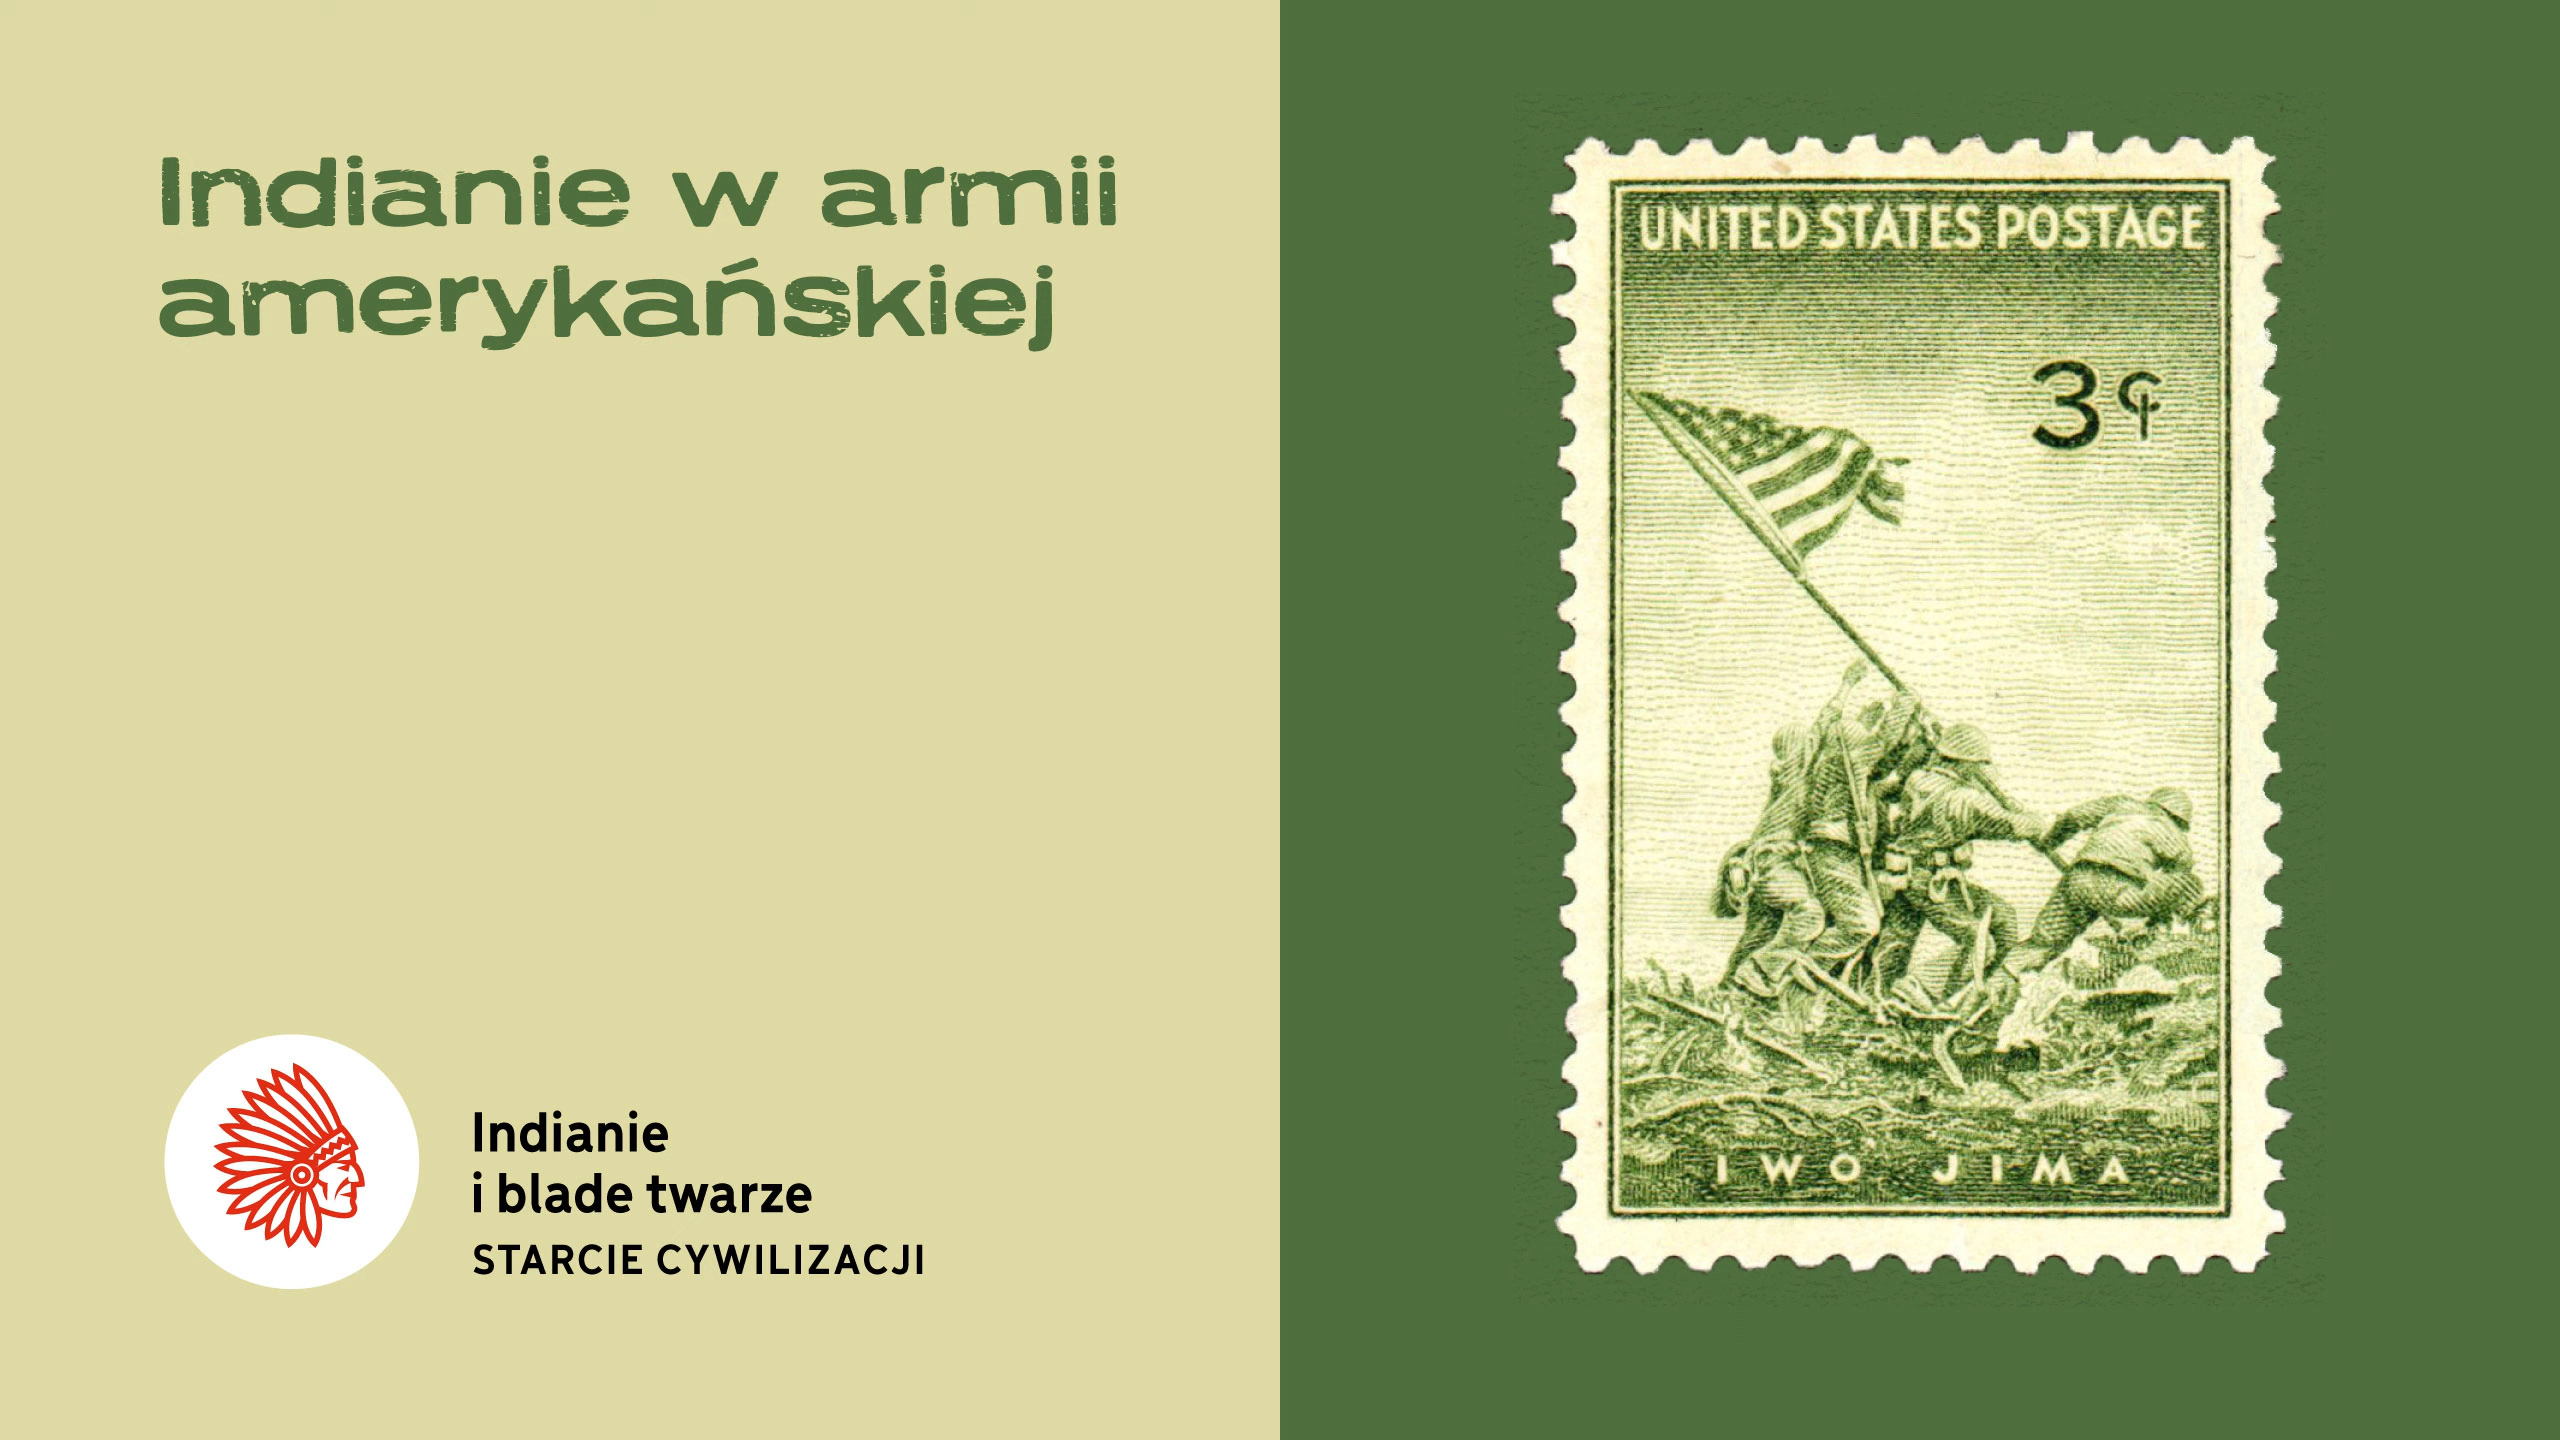 Indianie w armii
amerykańskiej
Indianie
i blade twarze
STARCIE CYWILIZACJI
UNITED STATES POSTAGE
3¢
IWO JIMA